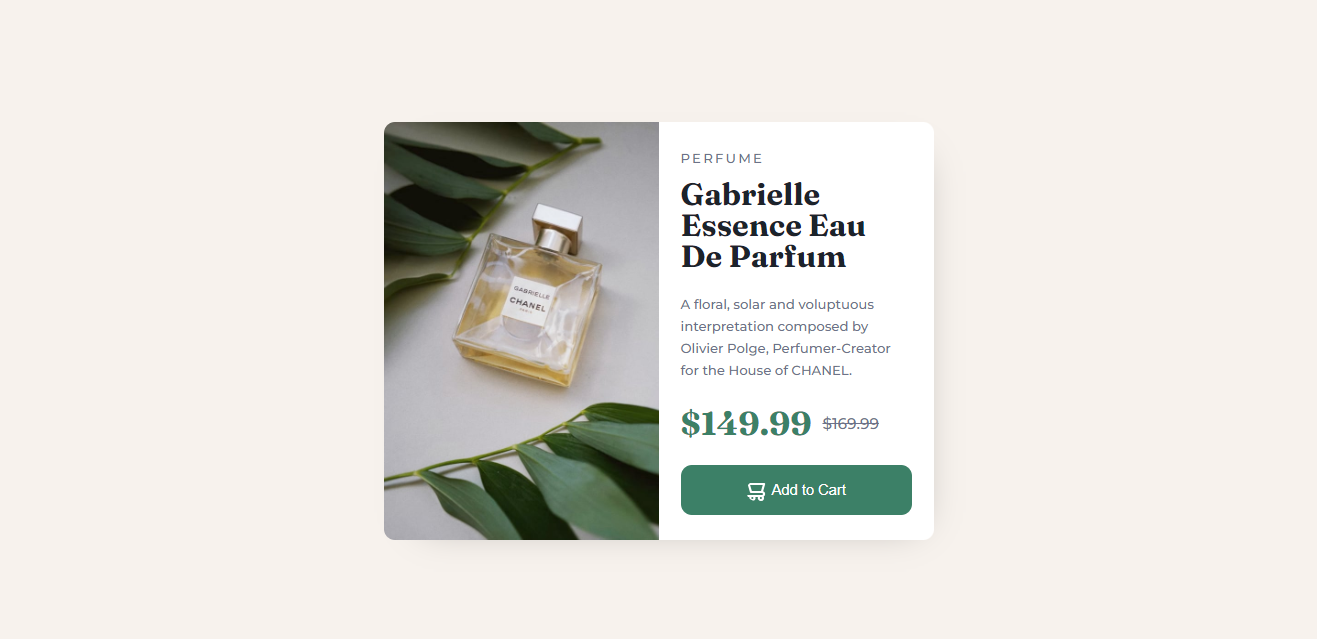 GABRIELLE
CHANEL
PARIS
PERFUME
Gabrielle
Essence Eau
De Parfum
A floral, solar and voluptuous
interpretation composed by
Olivier Polge, Perfumer-Creator
for the House of CHANEL.
$149.99 $169.99
Add to Cart